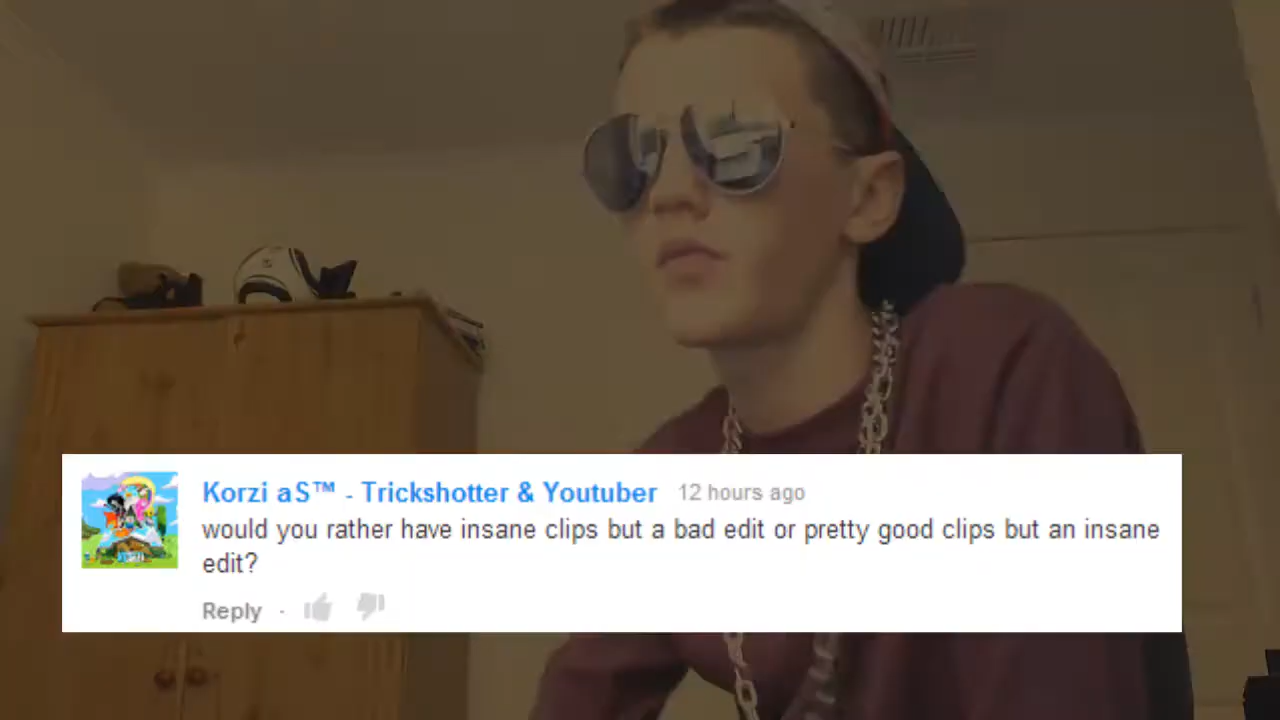 Korzi aS™ - Trickshotter & Youtuber 12 hours ago
would you rather have insane clips but a bad edit or pretty good clips but an insane
edit?
Reply ·